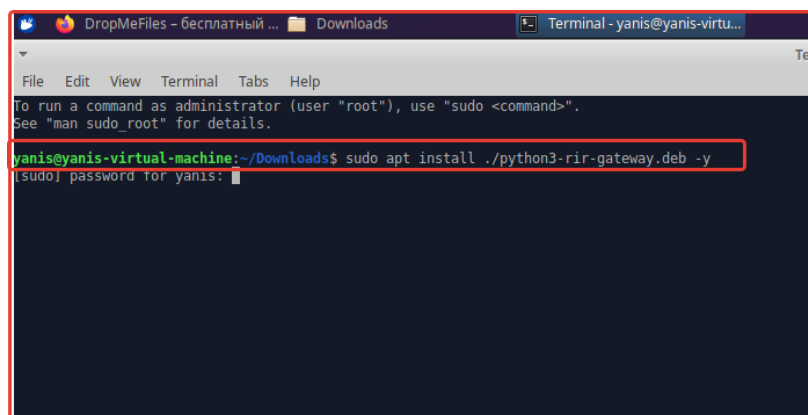 DropMeFiles – бесплатный ... Downloads Terminal - yanis@yanis-virtu...
Te
File Edit View Terminal Tabs Help
To run a command as administrator (user "root"), use "sudo <command>".
See "man sudo_root" for details.
yanis@yanis-virtual-machine:~/Downloads$ sudo apt install ./python3-rir-gateway.deb -y
[sudo] password for yanis: